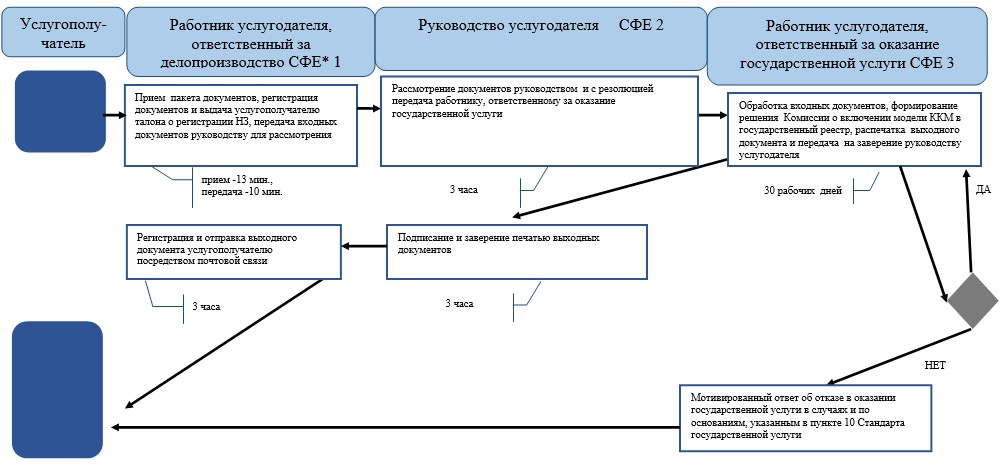 Услугополу-
чатель
Работник услугодателя,
ответственный за
делопроизводство СФЕ* 1
Руководство услугодателя СФЕ 2
Работник услугодателя,
ответственный за оказание
государственной услуги СФЕ 3
Прием пакета документов, регистрация
документов и выдача услугополучателю
талона о регистрации НЗ, передача входных
документов руководству для рассмотрения
Рассмотрение документов руководством и с резолюцией
передача работнику, ответственному за оказание
государственной услуги
Обработка входных документов, формирование
решения Комиссии о включении модели ККМ в
государственный реестр, распечатка выходного
документа и передача на заверение руководству
услугодателя
прием -13 мин.,
передача -10 мин.
3 часа
30 рабочих дней
ДА
Регистрация и отправка выходного
документа услугополучателю
посредством почтовой связи
Подписание и заверение печатью выходных
документов
3 часа
3 часа
НЕТ
Мотивированный ответ об отказе в оказании
государственной услуги в случаях и по
основаниям, указанным в пункте 10 Стандарта
государственной услуги